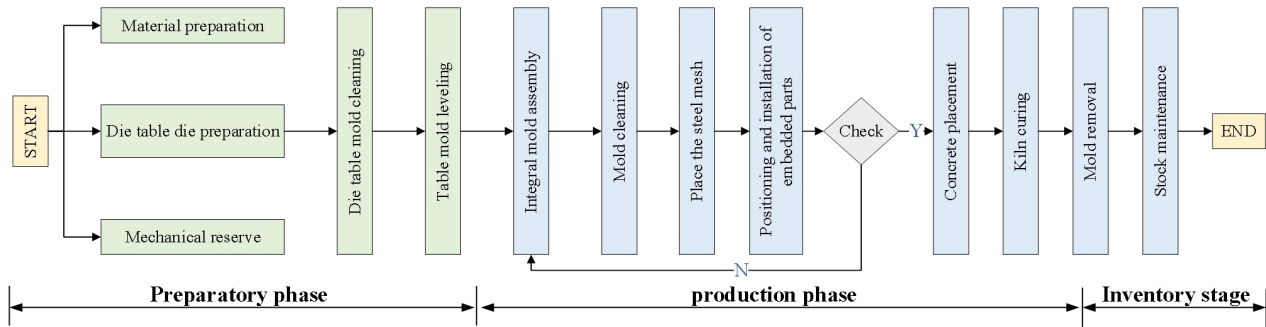 START
Material preparation
Die table die preparation
Mechanical reserve
Die table mold cleaning
Table mold leveling
Integral mold assembly
Mold cleaning
Place the steel mesh
Positioning and installation of
embedded parts
Check
Y
N
Concrete placement
Kiln curing
Mold removal
Stock maintenance
END
Preparatory phase
production phase
Inventory stage